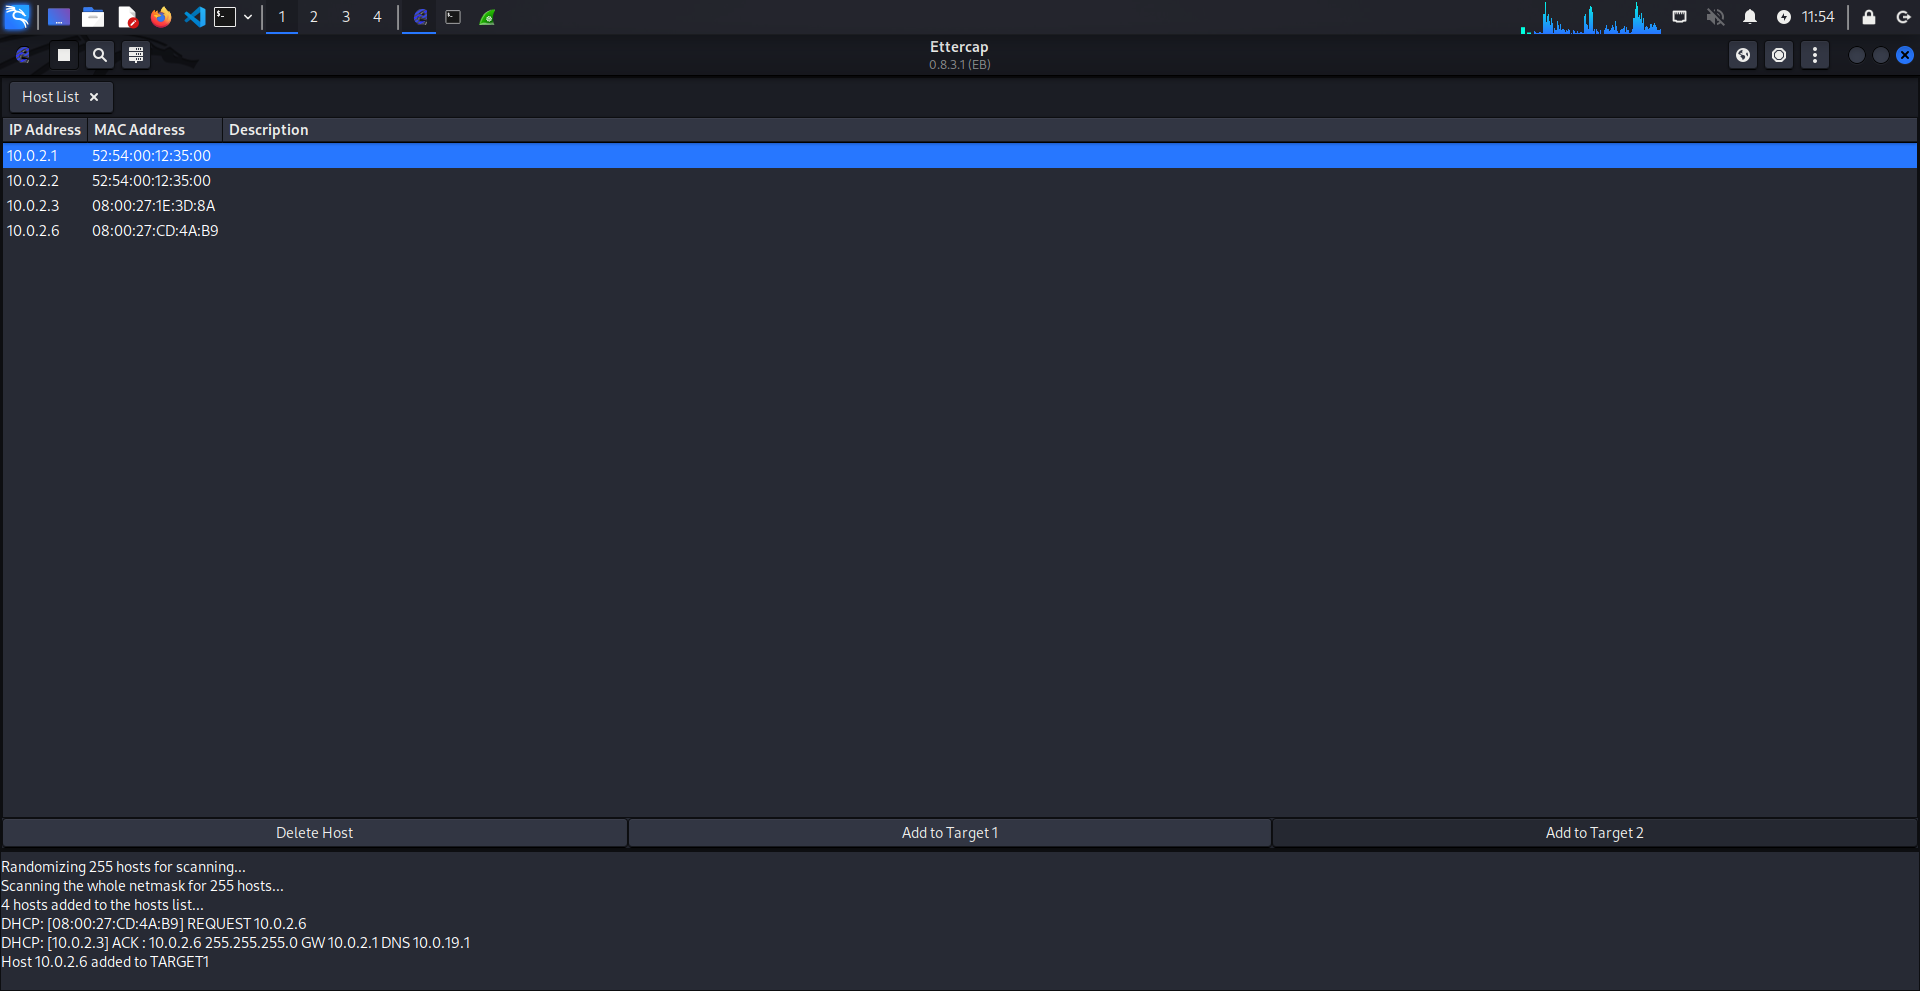 1 2 3 4 11:54
Ettercap
0.8.3.1 (EB)
Host List
IP Address MAC Address Description
10.0.2.1 52:54:00:12:35:00
10.0.2.2 52:54:00:12:35:00
10.0.2.3 08:00:27:1E:3D:8A
10.0.2.6 08:00:27:CD:4A:B9
Delete Host Add to Target 1 Add to Target 2
Randomizing 255 hosts for scanning...
Scanning the whole netmask for 255 hosts...
4 hosts added to the hosts list...
DHCP: [08:00:27:CD:4A:B9] REQUEST 10.0.2.6
DHCP: [10.0.2.3] ACK : 10.0.2.6 255.255.255.0 GW 10.0.2.1 DNS 10.0.19.1
Host 10.0.2.6 added to TARGET1